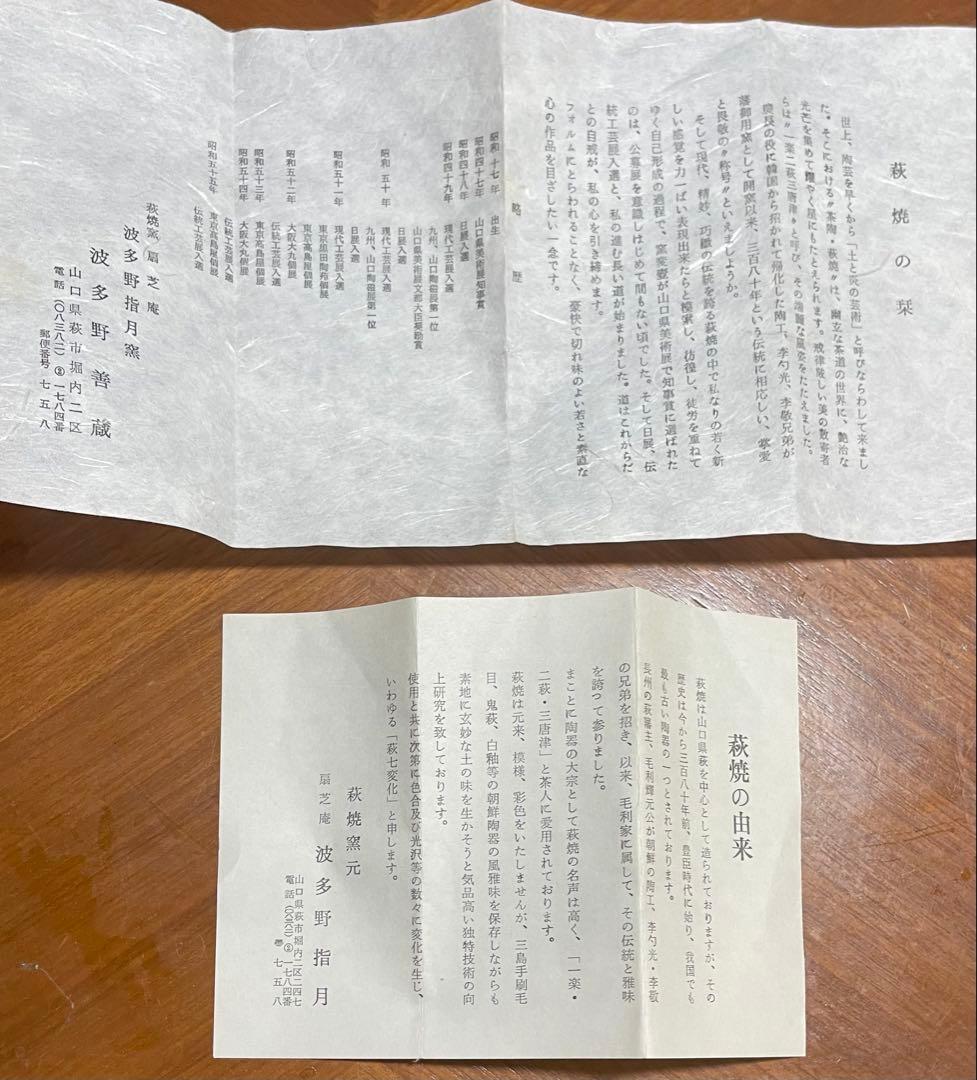 萩焼の栞
世上、陶芸を早くから「土と炎の芸術」と呼びならわして来まし
た。そこにおける〝茶陶・萩焼〟は、幽玄な茶道の世界に、艶冶な
光芒を集めて耀やく星にもたとえられます。戒律厳しい美の数寄者
らは〝一楽二萩三唐津〟と呼び、その端麗な風姿をたたえました。
慶長の役に韓国から招かれて帰化した陶工、李勺光、李敬兄弟が
藩御用窯として開窯以来、三百八十年という伝統に相応しい、敬愛
と畏敬の〝称号〟といえましょうか。
そして現代、精妙、巧緻の伝統を誇る萩焼の中で私なりの若く新
しい感覚を力一ぱい表現出来たらと模索し、彷徨し、徒労を重ねて
ゆく自己形成の過程で、窯変壺が山口県美術展で知事賞に選ばれた
のは、公募展を意識しはじめて間もない頃でした。そして日展、伝
統工芸展入選と、私の進む長い道が始まりました。道はこれからだ
との自戒が、私の心を引き締めます。
フォルムにとらわれることなく、豪快で切れ味のよい若さと素直な
心の作品を目ざしたい一念です。
略歴
昭和十七年 出生
昭和四十七年 山口県美術展知事賞
昭和四十八年 日展入選
昭和四十九年 現代工芸展入選
九州、山口陶磁展第一位
山口県美術展文部大臣奨励賞
日展入選
昭和五十年 現代工芸展入選
九州、山口陶磁展第一位
日展入選
昭和五十一年 現代工芸展入選
東京黒田陶苑個展
東京高島屋個展
昭和五十二年 大阪大丸個展
伝統工芸展入選
昭和五十三年 東京高島屋個展
昭和五十四年 大阪大丸個展
伝統工芸展入選
昭和五十五年 東京高島屋個展
伝統工芸展入選
萩焼窯 扇芝庵
波多野指月窯
波多野善蔵
山口県萩市堀内二区
電話(〇八三八二)②一七八四番
郵便番号 七五八
萩焼の由来
萩焼は山口県萩を中心として造られておりますが、その
歴史は今から三百八十年前、豊臣時代に始り、我国でも
最も古い陶器の一つとされております。
長州の萩藩主、毛利輝元公が朝鮮の陶工、李勺光・李敬
の兄弟を招き、以来、毛利家に属して、その伝統と雅味
を誇つて参りました。
まことに陶器の大宗として萩焼の名声は高く、「一楽・
二萩・三唐津」と茶人に愛用されております。
萩焼は元来、模様、彩色をいたしませんが、三島手刷毛
目、鬼萩、白釉等の朝鮮陶器の風雅味を保存しながらも
素地に玄妙な土の味を生かそうと気品高い独特技術の向
上研究を致しております。
使用と共に次第に色合及び光沢等の数々に変化を生じ、
いわゆる「萩七変化」と申します。
萩焼窯元
扇芝庵 波多野指月
山口県萩市堀内二区二四七
電話(〇八三八二)②一七八四番
〒七五八